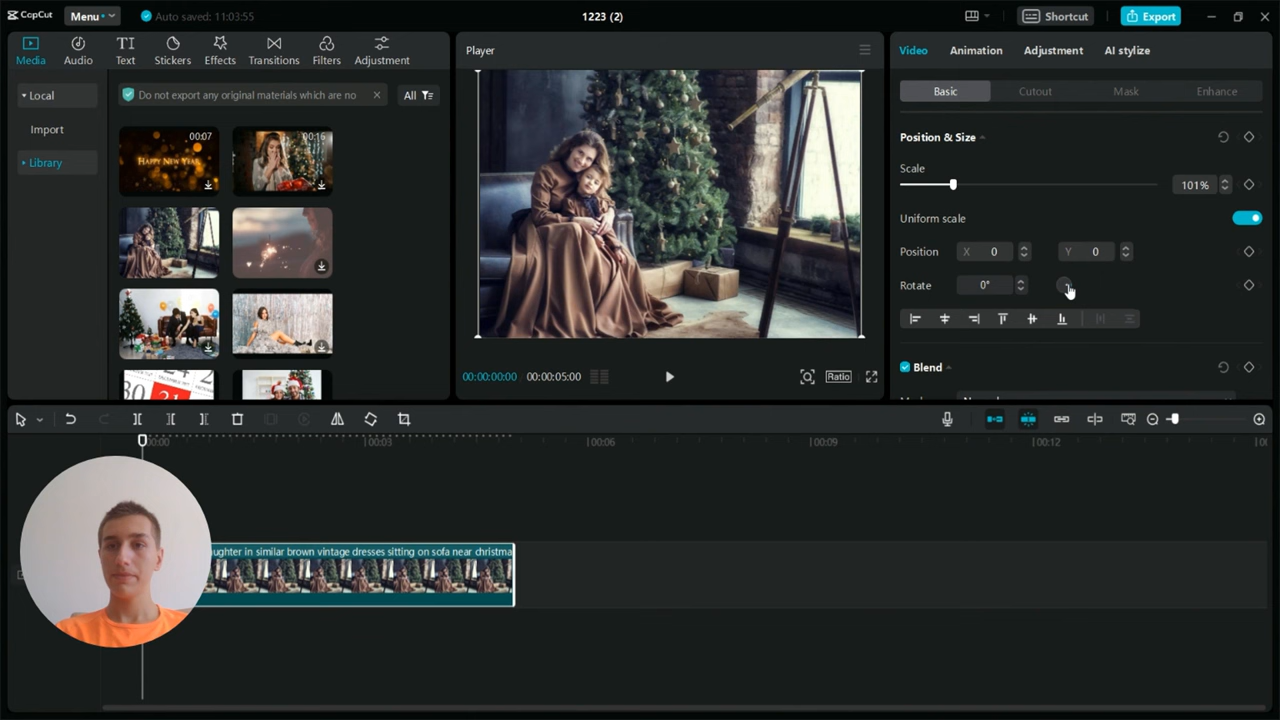 CapCut
Menu
Auto saved: 11:03:55
1223 (2)
Shortcut
Export
Media
Audio
Text
Stickers
Effects
Transitions
Filters
Adjustment
Local
Import
Library
Do not export any original materials which are no
All
00:07
HAPPY NEW YEAR
00:16
Player
00:00:00:00
00:00:05:00
Ratio
Video
Animation
Adjustment
AI stylize
Basic
Cutout
Mask
Enhance
Position & Size
Scale
101%
Uniform scale
Position
X 0
Y 0
Rotate
0°
Blend
00:00
00:03
00:06
00:09
00:12
aughter in similar brown vintage dresses sitting on sofa near christma